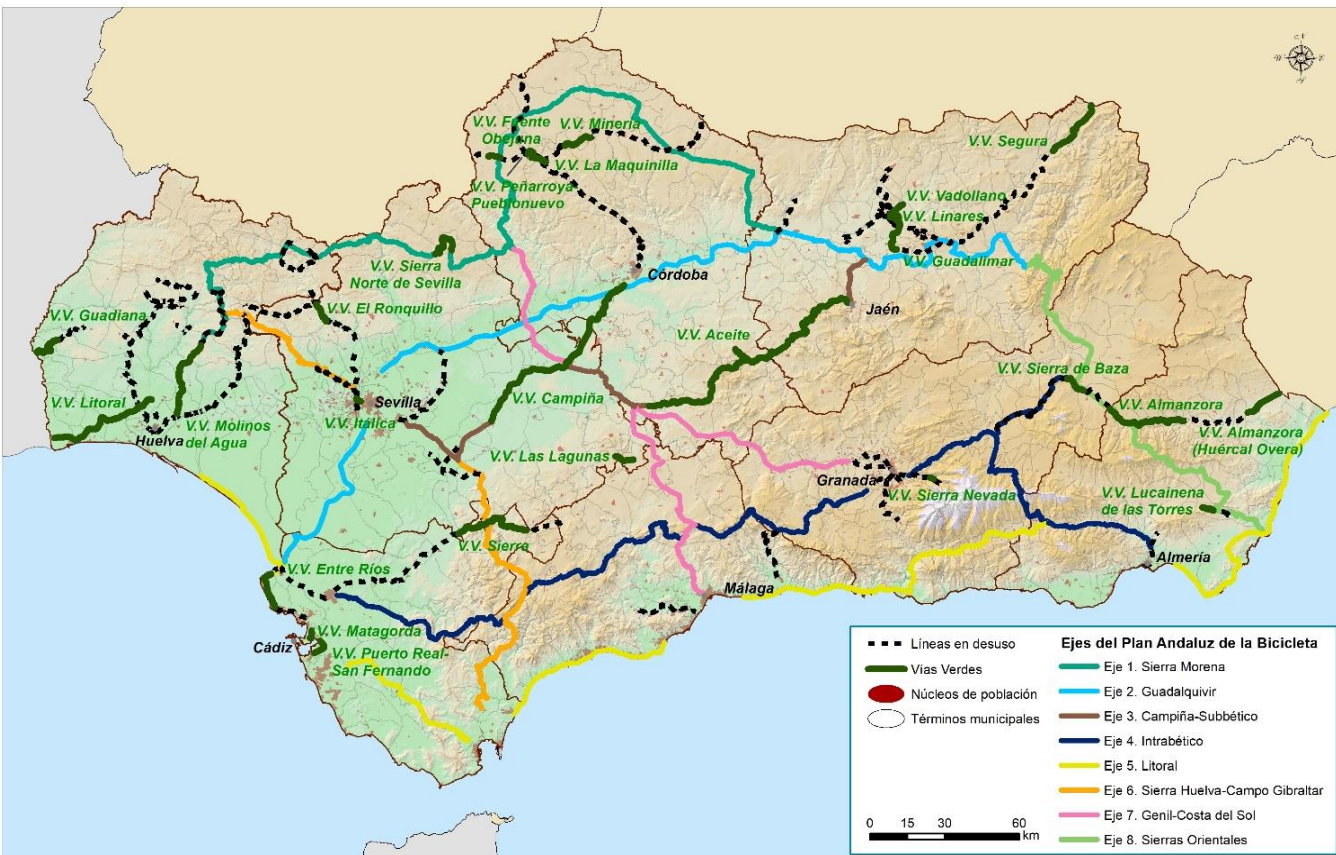 V.V. Frente
Obejuna
V.V. Minería
V.V. La Maquinilla
V.V. Peñarroya
Pueblonuevo
V.V. Segura
V.V. Vadollano
V.V. Linares
V.V. Guadalimar
V.V. Sierra
Norte de Sevilla
Córdoba
Jaén
V.V. Guadiana
V.V. El Ronquillo
V.V. Aceite
V.V. Sierra de Baza
V.V. Litoral
Sevilla
V.V. Itálica
V.V. Campiña
V.V. Almanzora
Huelva
V.V. Molinos
del Agua
V.V. Almanzora
(Huércal Overa)
V.V. Las Lagunas
Granada
V.V. Sierra Nevada
V.V. Lucainena
de las Torres
V.V. Sierra
Almería
V.V. Entre Ríos
Málaga
V.V. Matagorda
Cádiz
V.V. Puerto Real-
San Fernando
Líneas en desuso
Vías Verdes
Núcleos de población
Términos municipales
0 15 30 60
km
Ejes del Plan Andaluz de la Bicicleta
Eje 1. Sierra Morena
Eje 2. Guadalquivir
Eje 3. Campiña-Subbético
Eje 4. Intrabético
Eje 5. Litoral
Eje 6. Sierra Huelva-Campo Gibraltar
Eje 7. Genil-Costa del Sol
Eje 8. Sierras Orientales